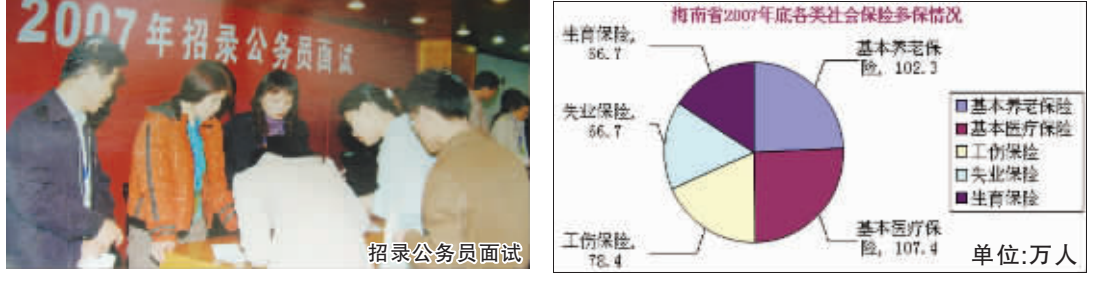 2007年招录公务员面试
招录公务员面试
海南省2007年底各类社会保险参保情况
生育保险,
66.7
基本养老保
险, 102.3
失业保险,
66.7
工伤保险,
78.4
基本医疗保
险, 107.4
基本养老保险
基本医疗保险
工伤保险
失业保险
生育保险
单位:万人